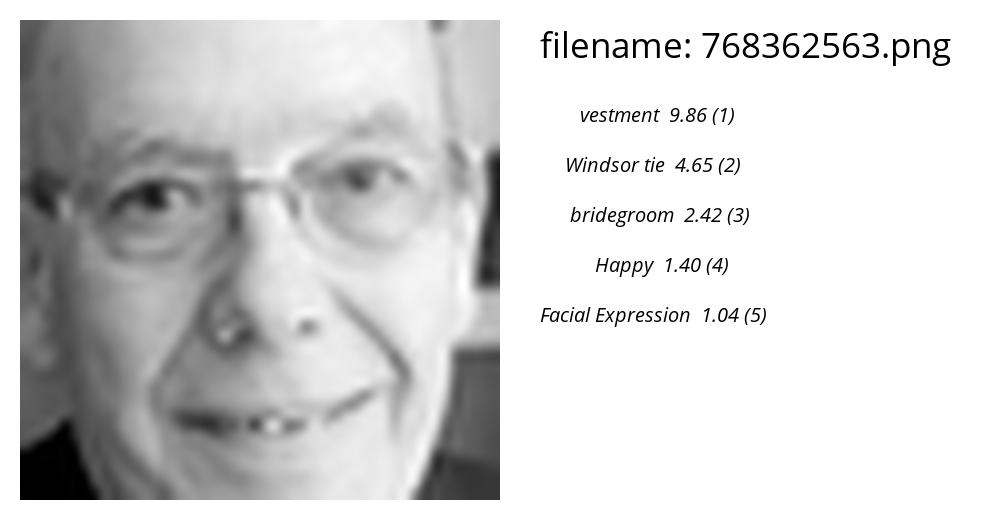 filename: 768362563.png
vestment 9.86 (1)
Windsor tie 4.65 (2)
bridegroom 2.42 (3)
Happy 1.40 (4)
Facial Expression 1.04 (5)